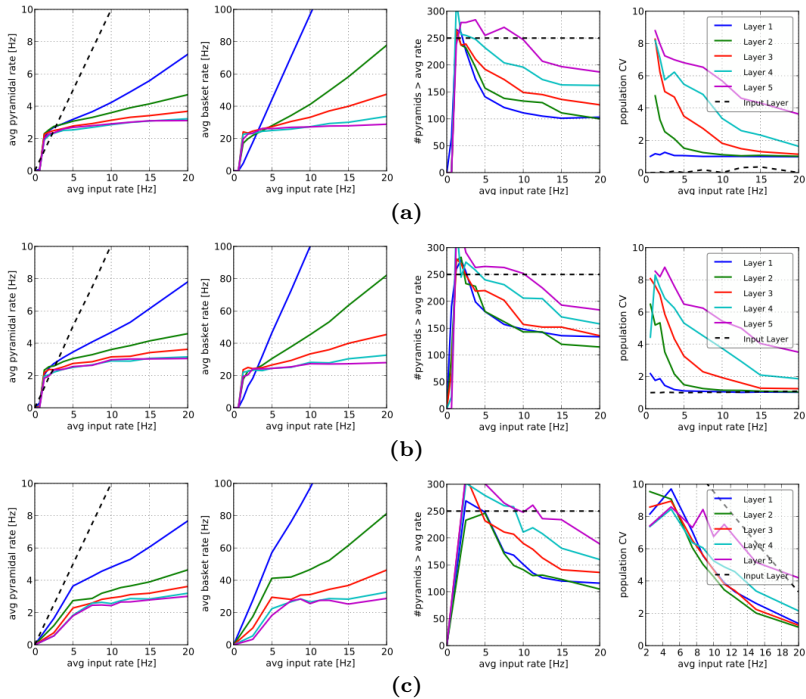 avg pyramidal rate [Hz]
10
8
6
4
2
0
0 5 10 15 20
avg input rate [Hz]
avg basket rate [Hz]
100
80
60
40
20
0
0 5 10 15 20
avg input rate [Hz]
#pyramids > avg rate
300
250
200
150
100
50
0
0 5 10 15 20
avg input rate [Hz]
population CV
10
8
6
4
2
0
0 5 10 15 20
avg input rate [Hz]
Layer 1
Layer 2
Layer 3
Layer 4
Layer 5
Input Layer
(a)
avg pyramidal rate [Hz]
10
8
6
4
2
0
0 5 10 15 20
avg input rate [Hz]
avg basket rate [Hz]
100
80
60
40
20
0
0 5 10 15 20
avg input rate [Hz]
#pyramids > avg rate
300
250
200
150
100
50
0
0 5 10 15 20
avg input rate [Hz]
population CV
10
8
6
4
2
0
0 5 10 15 20
avg input rate [Hz]
Layer 1
Layer 2
Layer 3
Layer 4
Layer 5
Input Layer
(b)
avg pyramidal rate [Hz]
10
8
6
4
2
0
0 5 10 15 20
avg input rate [Hz]
avg basket rate [Hz]
100
80
60
40
20
0
0 5 10 15 20
avg input rate [Hz]
#pyramids > avg rate
300
250
200
150
100
50
0
0 5 10 15 20
avg input rate [Hz]
population CV
10
8
6
4
2
0
2 4 6 8 10 12 14 16 18 20
avg input rate [Hz]
Layer 1
Layer 2
Layer 3
Layer 4
Layer 5
Input Layer
(c)